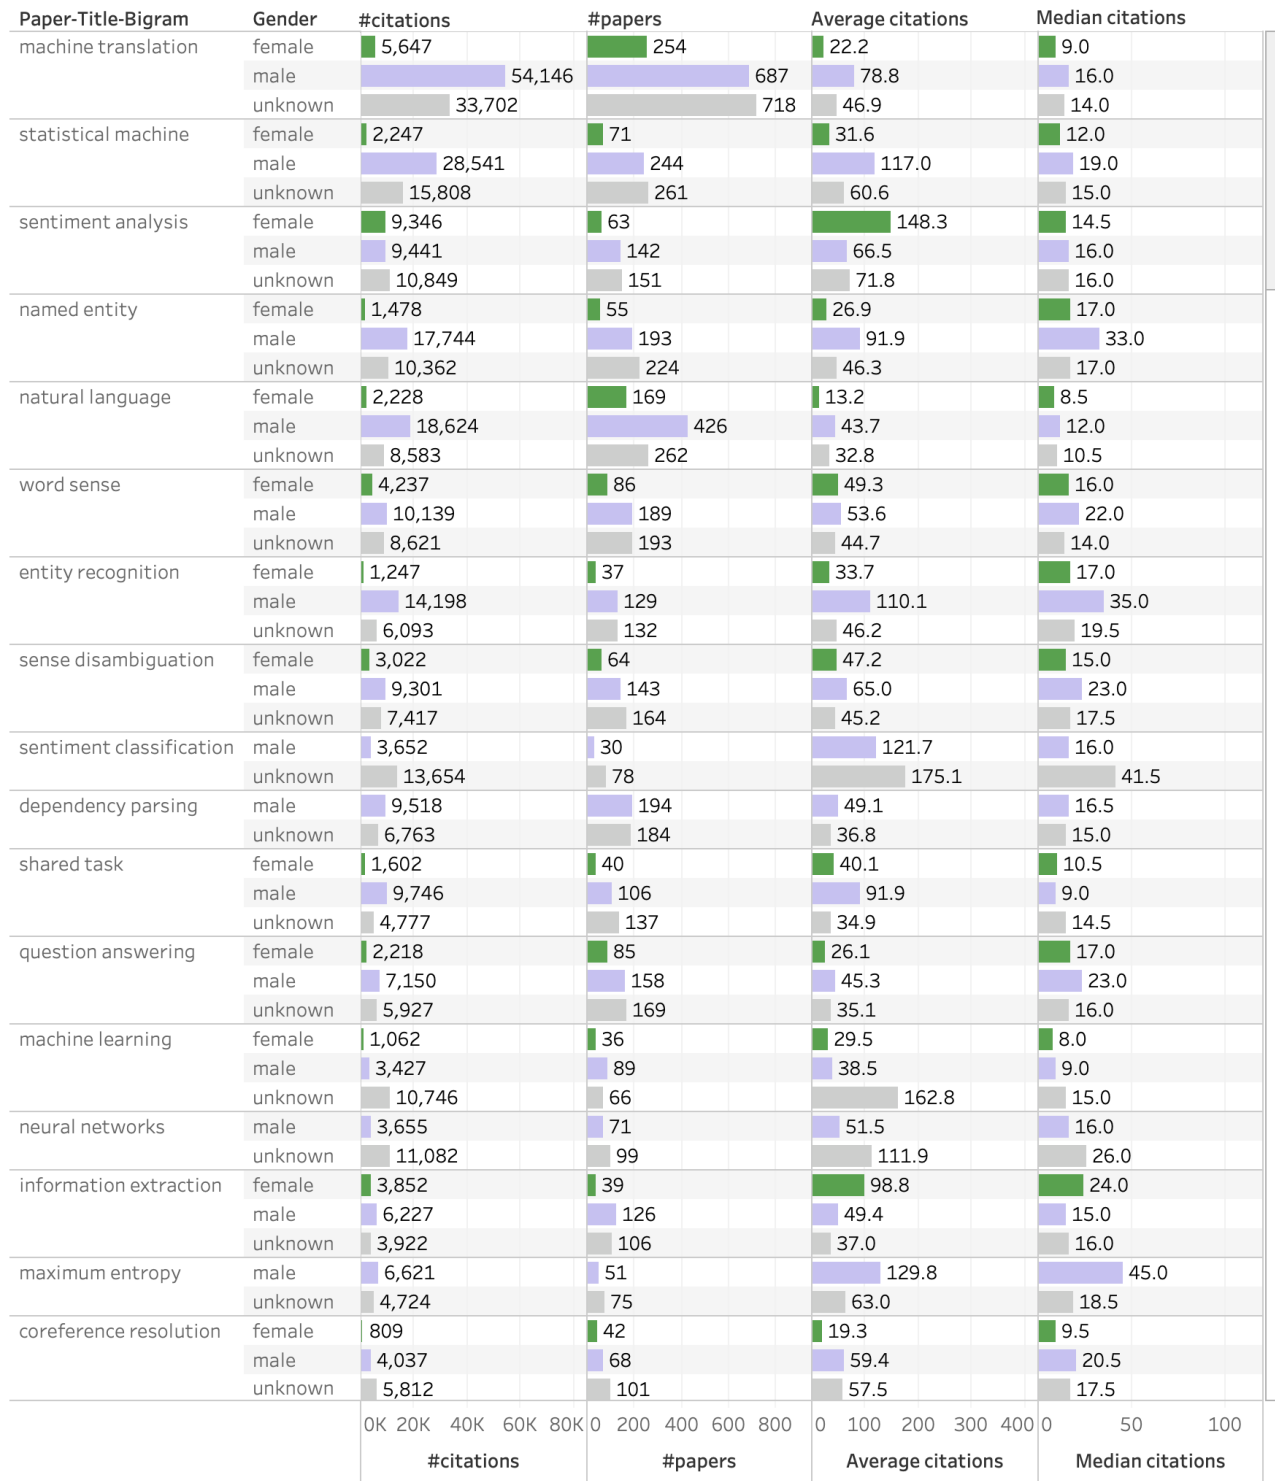 Paper-Title-Bigram Gender #citations #papers Average citations Median citations
machine translation female 5,647 254 22.2 9.0
male 54,146 687 78.8 16.0
unknown 33,702 718 46.9 14.0
statistical machine female 2,247 71 31.6 12.0
male 28,541 244 117.0 19.0
unknown 15,808 261 60.6 15.0
sentiment analysis female 9,346 63 148.3 14.5
male 9,441 142 66.5 16.0
unknown 10,849 151 71.8 16.0
named entity female 1,478 55 26.9 17.0
male 17,744 193 91.9 33.0
unknown 10,362 224 46.3 17.0
natural language female 2,228 169 13.2 8.5
male 18,624 426 43.7 12.0
unknown 8,583 262 32.8 10.5
word sense female 4,237 86 49.3 16.0
male 10,139 189 53.6 22.0
unknown 8,621 193 44.7 14.0
entity recognition female 1,247 37 33.7 17.0
male 14,198 129 110.1 35.0
unknown 6,093 132 46.2 19.5
sense disambiguation female 3,022 64 47.2 15.0
male 9,301 143 65.0 23.0
unknown 7,417 164 45.2 17.5
sentiment classification male 3,652 30 121.7 16.0
unknown 13,654 78 175.1 41.5
dependency parsing male 9,518 194 49.1 16.5
unknown 6,763 184 36.8 15.0
shared task female 1,602 40 40.1 10.5
male 9,746 106 91.9 9.0
unknown 4,777 137 34.9 14.5
question answering female 2,218 85 26.1 17.0
male 7,150 158 45.3 23.0
unknown 5,927 169 35.1 16.0
machine learning female 1,062 36 29.5 8.0
male 3,427 89 38.5 9.0
unknown 10,746 66 162.8 15.0
neural networks male 3,655 71 51.5 16.0
unknown 11,082 99 111.9 26.0
information extraction female 3,852 39 98.8 24.0
male 6,227 126 49.4 15.0
unknown 3,922 106 37.0 16.0
maximum entropy male 6,621 51 129.8 45.0
unknown 4,724 75 63.0 18.5
coreference resolution female 809 42 19.3 9.5
male 4,037 68 59.4 20.5
unknown 5,812 101 57.5 17.5
0K 20K 40K 60K 80K 0 200 400 600 800 0 100 200 300 400 0 50 100
#citations #papers Average citations Median citations